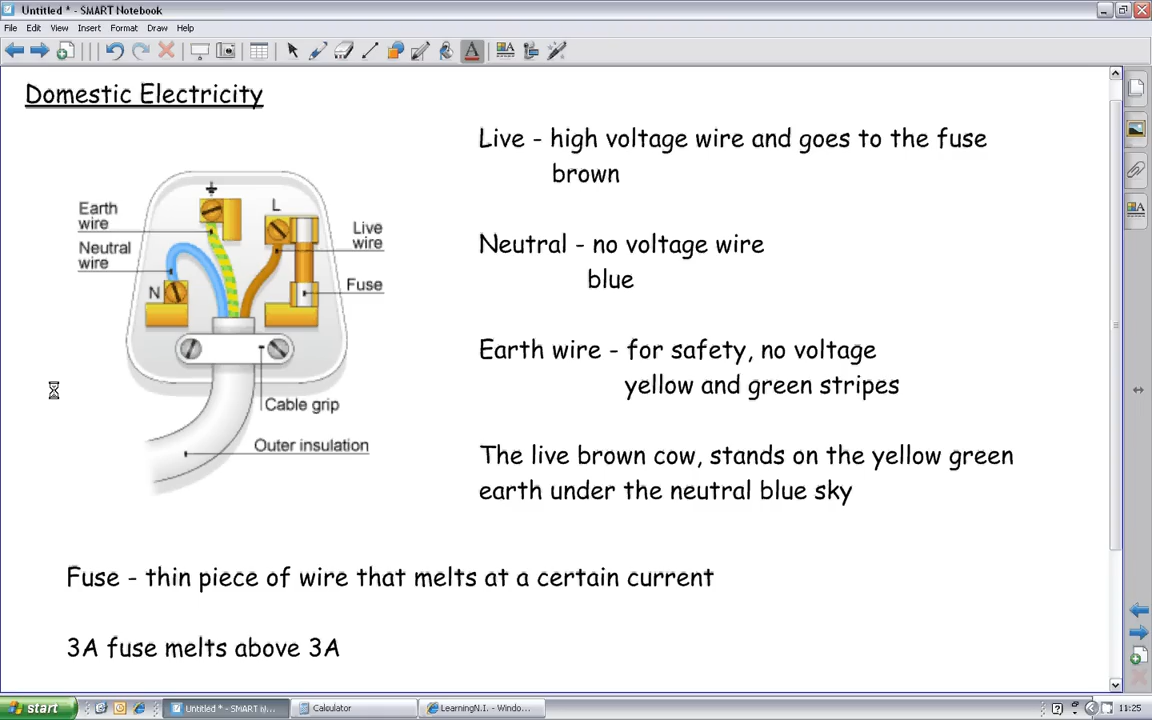 Untitled * - SMART Notebook
File Edit View Insert Format Draw Help
Domestic Electricity
Live - high voltage wire and goes to the fuse
brown
Neutral - no voltage wire
blue
Earth wire - for safety, no voltage
yellow and green stripes
The live brown cow, stands on the yellow green
earth under the neutral blue sky
Earth
wire
Neutral
wire
N
L
Live
wire
Fuse
Cable grip
Outer insulation
Fuse - thin piece of wire that melts at a certain current
3A fuse melts above 3A
start
Untitled * - SMART N...
Calculator
LearningN.I. - Windo...
11:25